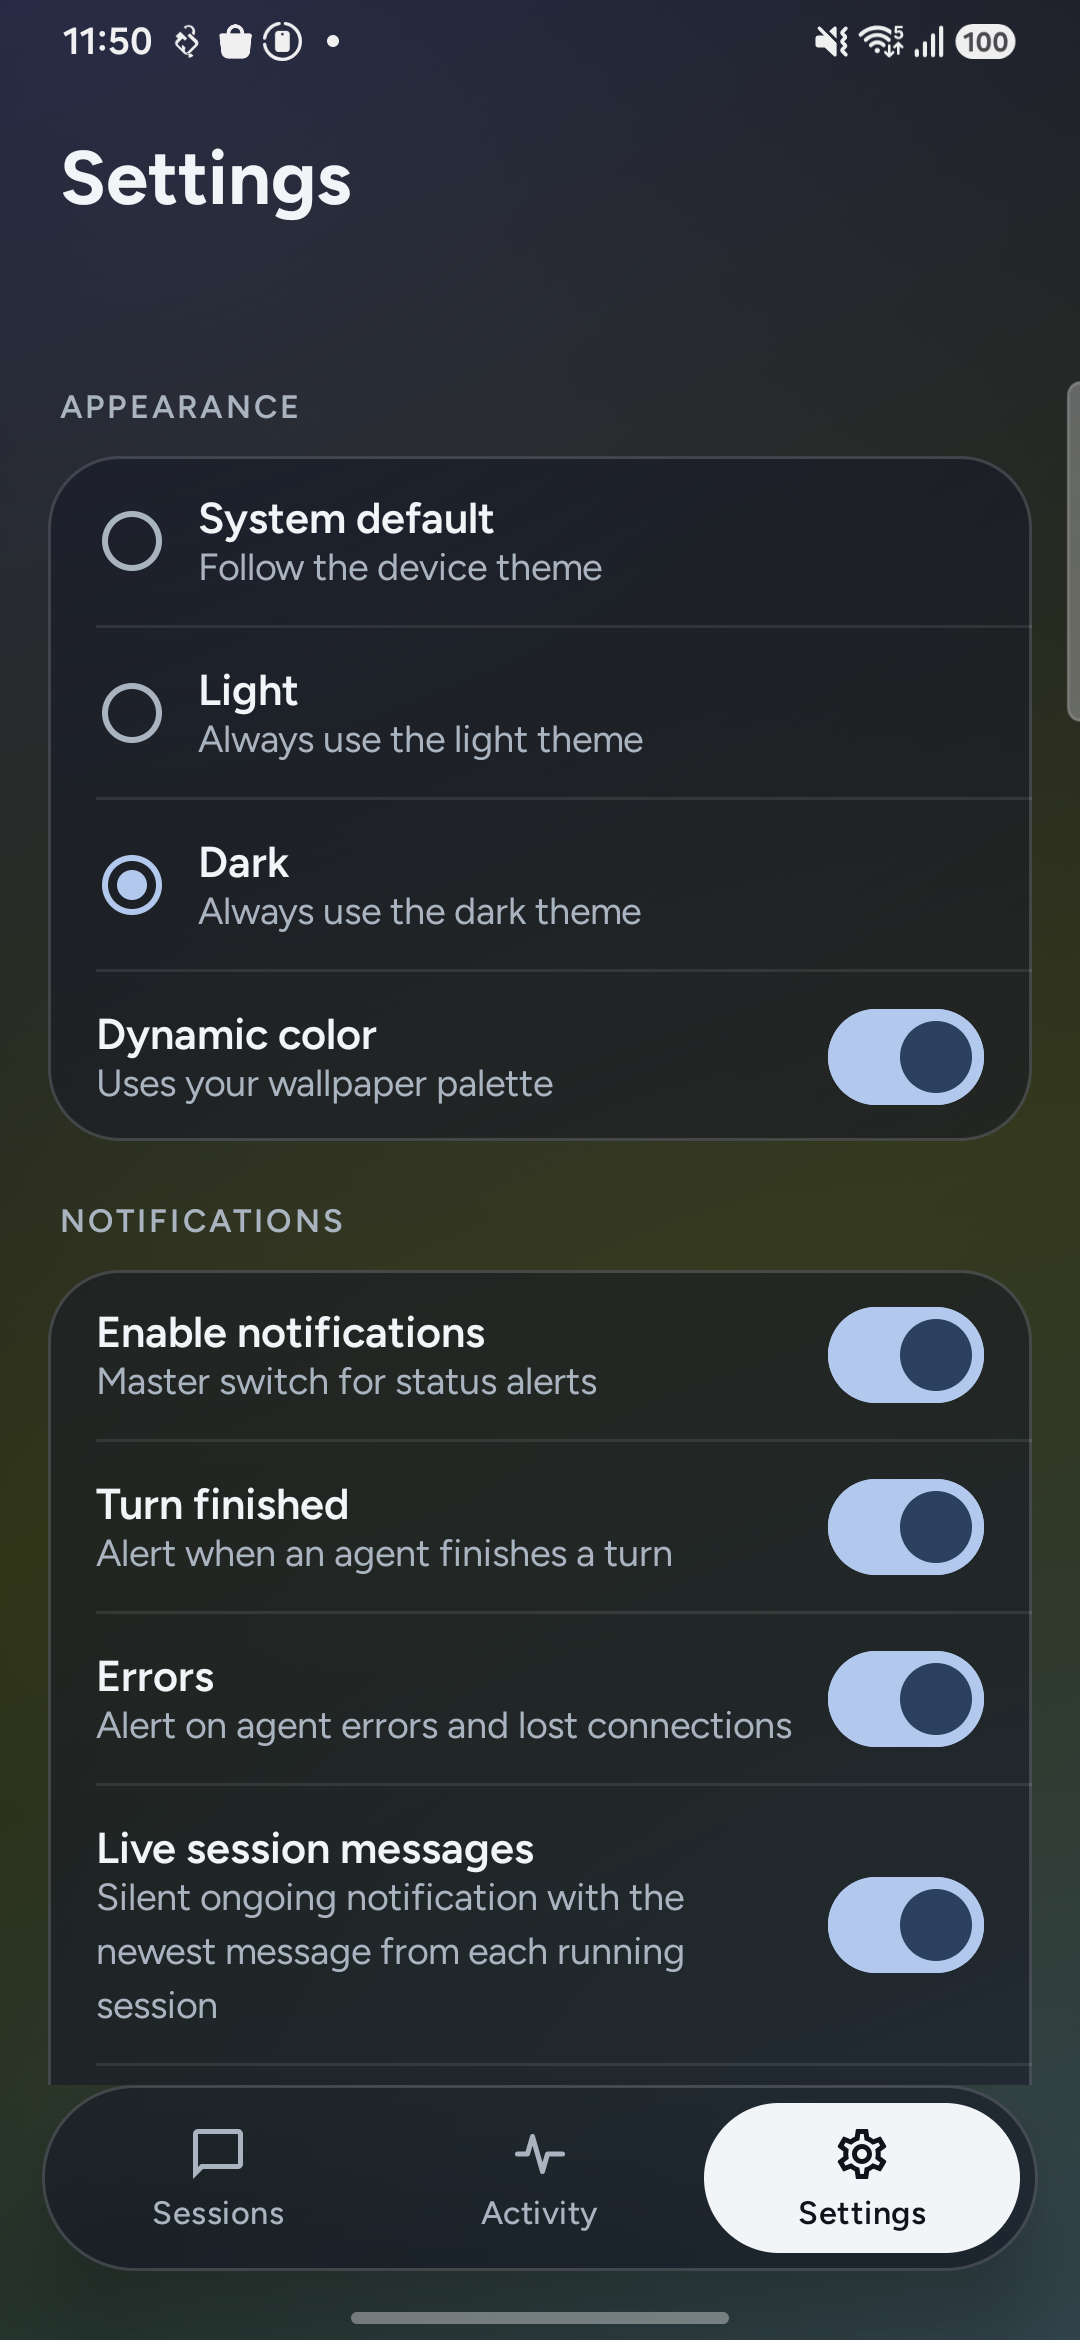 11:50
5
100
Settings
APPEARANCE
System default
Follow the device theme
Light
Always use the light theme
Dark
Always use the dark theme
Dynamic color
Uses your wallpaper palette
NOTIFICATIONS
Enable notifications
Master switch for status alerts
Turn finished
Alert when an agent finishes a turn
Errors
Alert on agent errors and lost connections
Live session messages
Silent ongoing notification with the
newest message from each running
session
Sessions
Activity
Settings